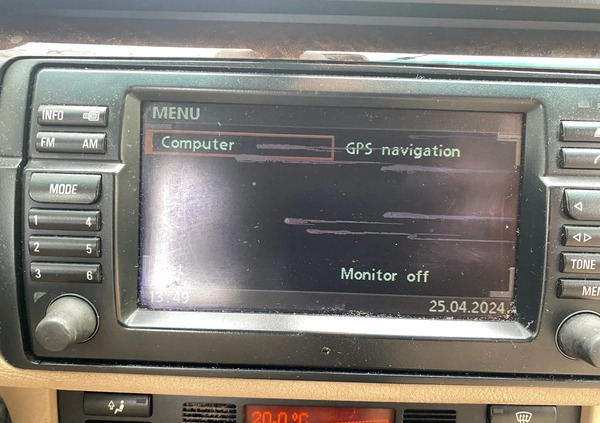 MENU
INFO
Computer
GPS navigation
FM AM
MODE
1 4
2 5
TONE
3 6
Monitor off
13:49
25.04.2024
20.0°C